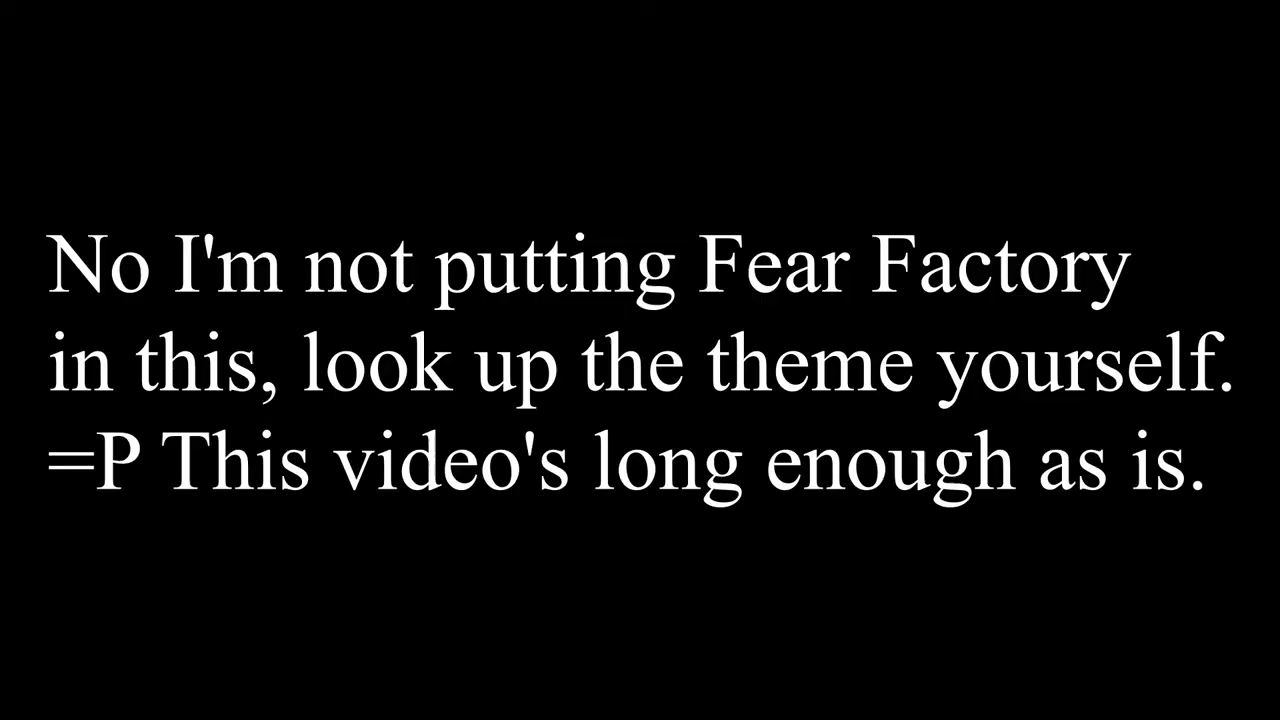 No I'm not putting Fear Factory
in this, look up the theme yourself.
=P This video's long enough as is.